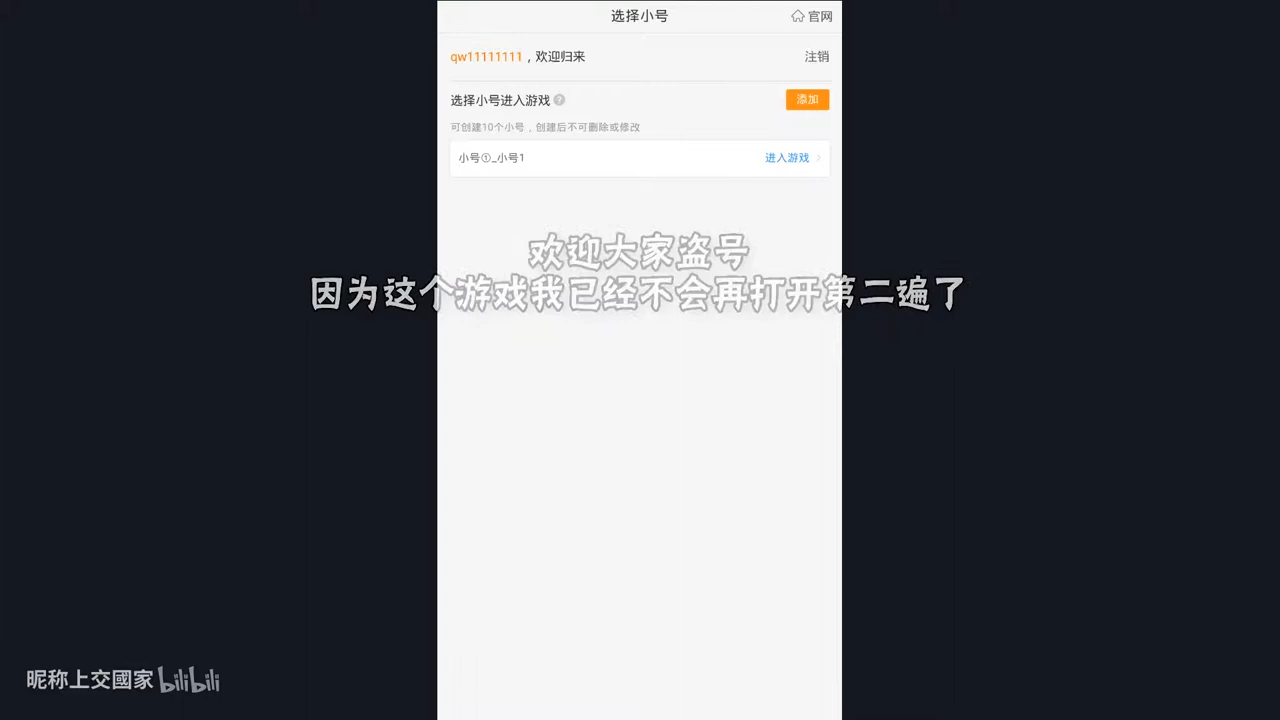 选择小号
官网
qw11111111，欢迎归来
注销
选择小号进入游戏 ?
添加
可创建10个小号，创建后不可删除或修改
小号①_小号1
进入游戏
欢迎大家盗号
因为这个游戏我已经不会再打开第二遍了
昵称上交國家 bilibili